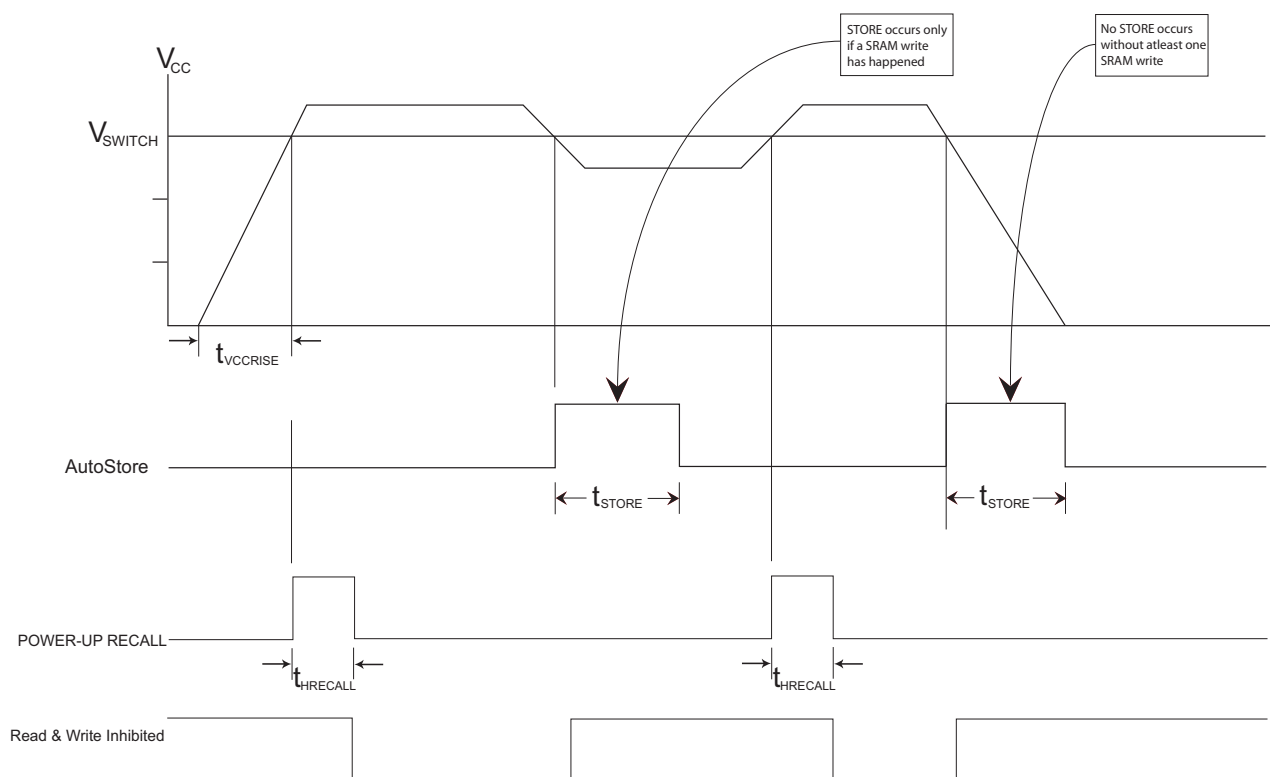 STORE occurs only
if a SRAM write
has happened
No STORE occurs
without atleast one
SRAM write
VCC
VSWITCH
tVCCRISE
AutoStore
tSTORE
tSTORE
POWER-UP RECALL
tHRECALL
tHRECALL
Read & Write Inhibited